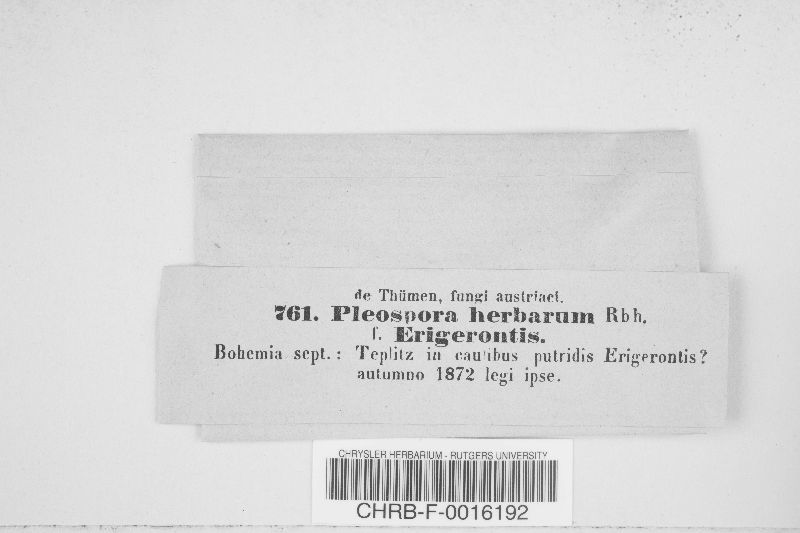 de Thümen, fungi austriaci.
761. Pleospora herbarum Rbh.
f. Erigerontis.
Bohemia sept.: Teplitz in caulibus putridis Erigerontis?
autumno 1872 legi ipse.
CHRYSLER HERBARIUM - RUTGERS UNIVERSITY
CHRB-F-0016192